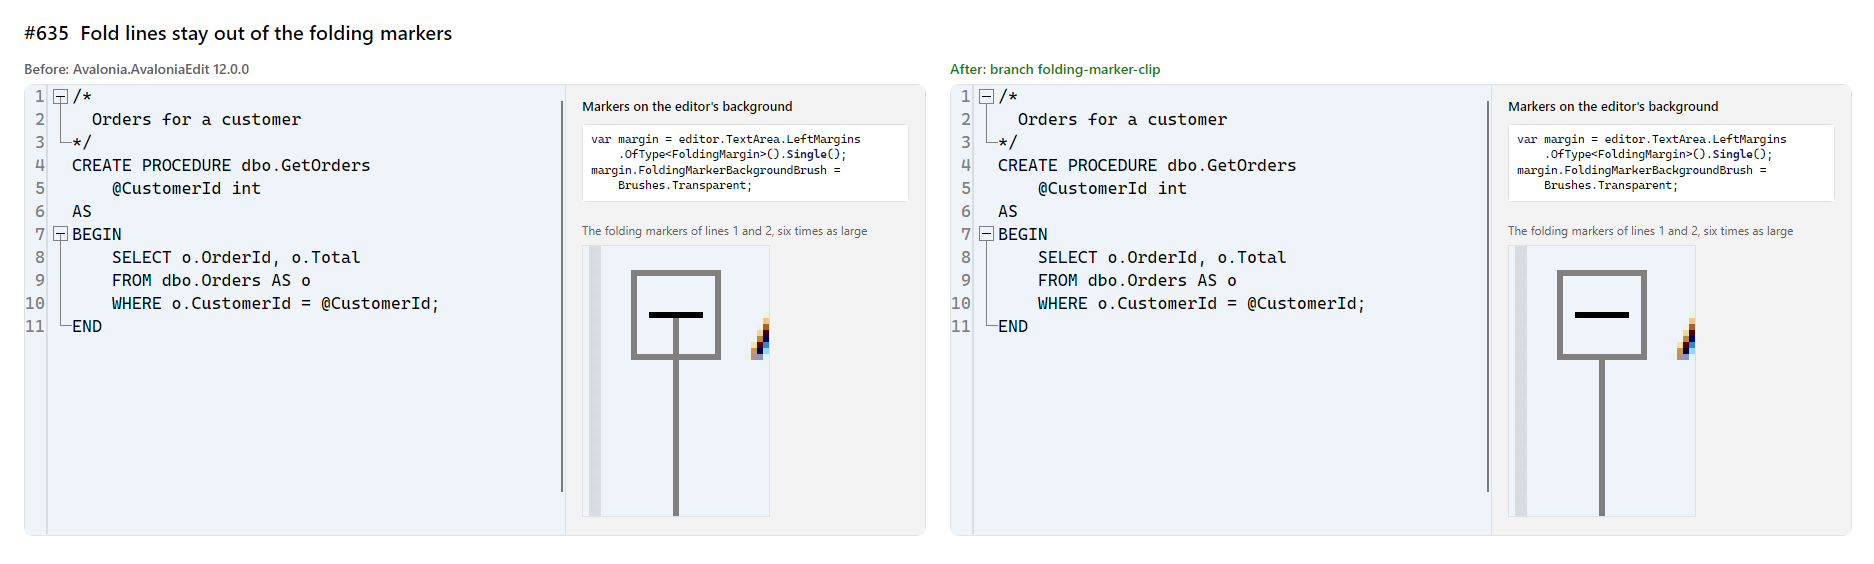 #635 Fold lines stay out of the folding markers
Before: Avalonia.AvaloniaEdit 12.0.0
1 /*
2 Orders for a customer
3 */
4 CREATE PROCEDURE dbo.GetOrders
5 @CustomerId int
6 AS
7 BEGIN
8 SELECT o.OrderId, o.Total
9 FROM dbo.Orders AS o
10 WHERE o.CustomerId = @CustomerId;
11 END
Markers on the editor's background
var margin = editor.TextArea.LeftMargins
.OfType<FoldingMargin>().Single();
margin.FoldingMarkerBackgroundBrush =
Brushes.Transparent;
The folding markers of lines 1 and 2, six times as large
After: branch folding-marker-clip
1 /*
2 Orders for a customer
3 */
4 CREATE PROCEDURE dbo.GetOrders
5 @CustomerId int
6 AS
7 BEGIN
8 SELECT o.OrderId, o.Total
9 FROM dbo.Orders AS o
10 WHERE o.CustomerId = @CustomerId;
11 END
Markers on the editor's background
var margin = editor.TextArea.LeftMargins
.OfType<FoldingMargin>().Single();
margin.FoldingMarkerBackgroundBrush =
Brushes.Transparent;
The folding markers of lines 1 and 2, six times as large